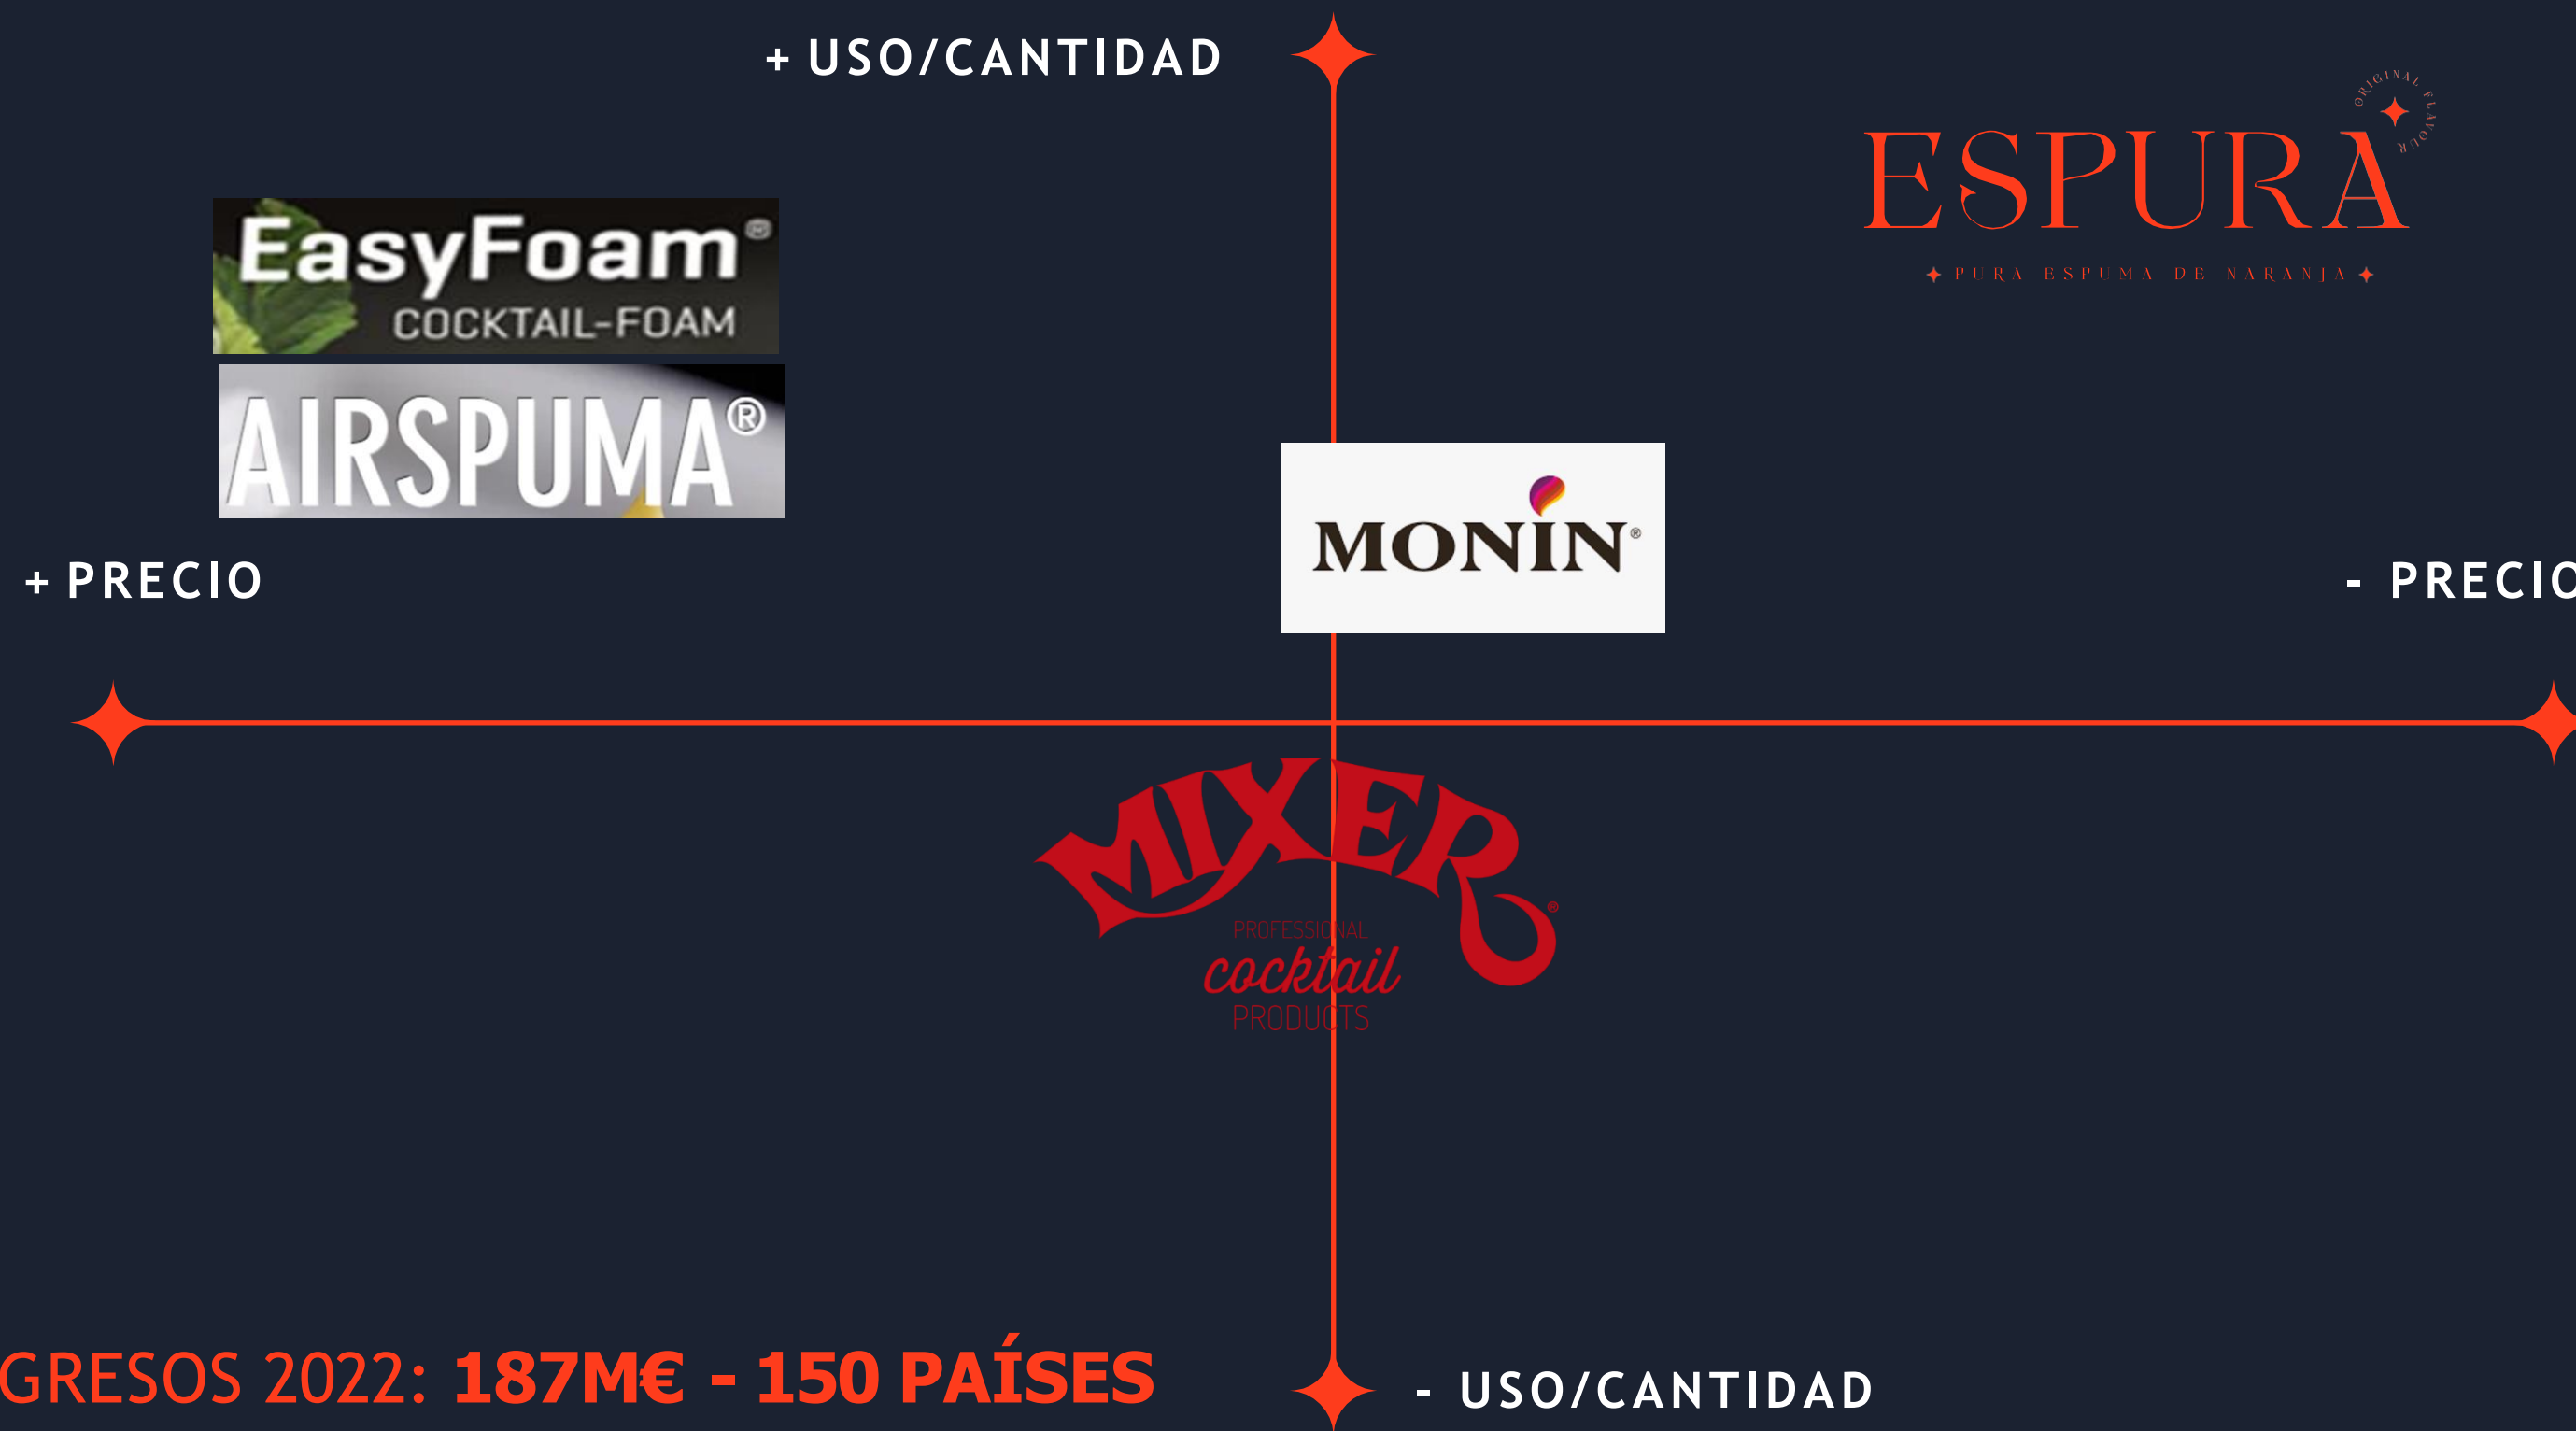 + USO/CANTIDAD
ORIGINAL FLAVOUR
ESPURA
PURA ESPUMA DE NARANJA
EasyFoam®
COCKTAIL-FOAM
AIRSPUMA®
MONIN®
+ PRECIO
- PRECIO
MIXER®
PROFESSIONAL
cocktail
PRODUCTS
GRESOS 2022: 187M€ - 150 PAÍSES
- USO/CANTIDAD